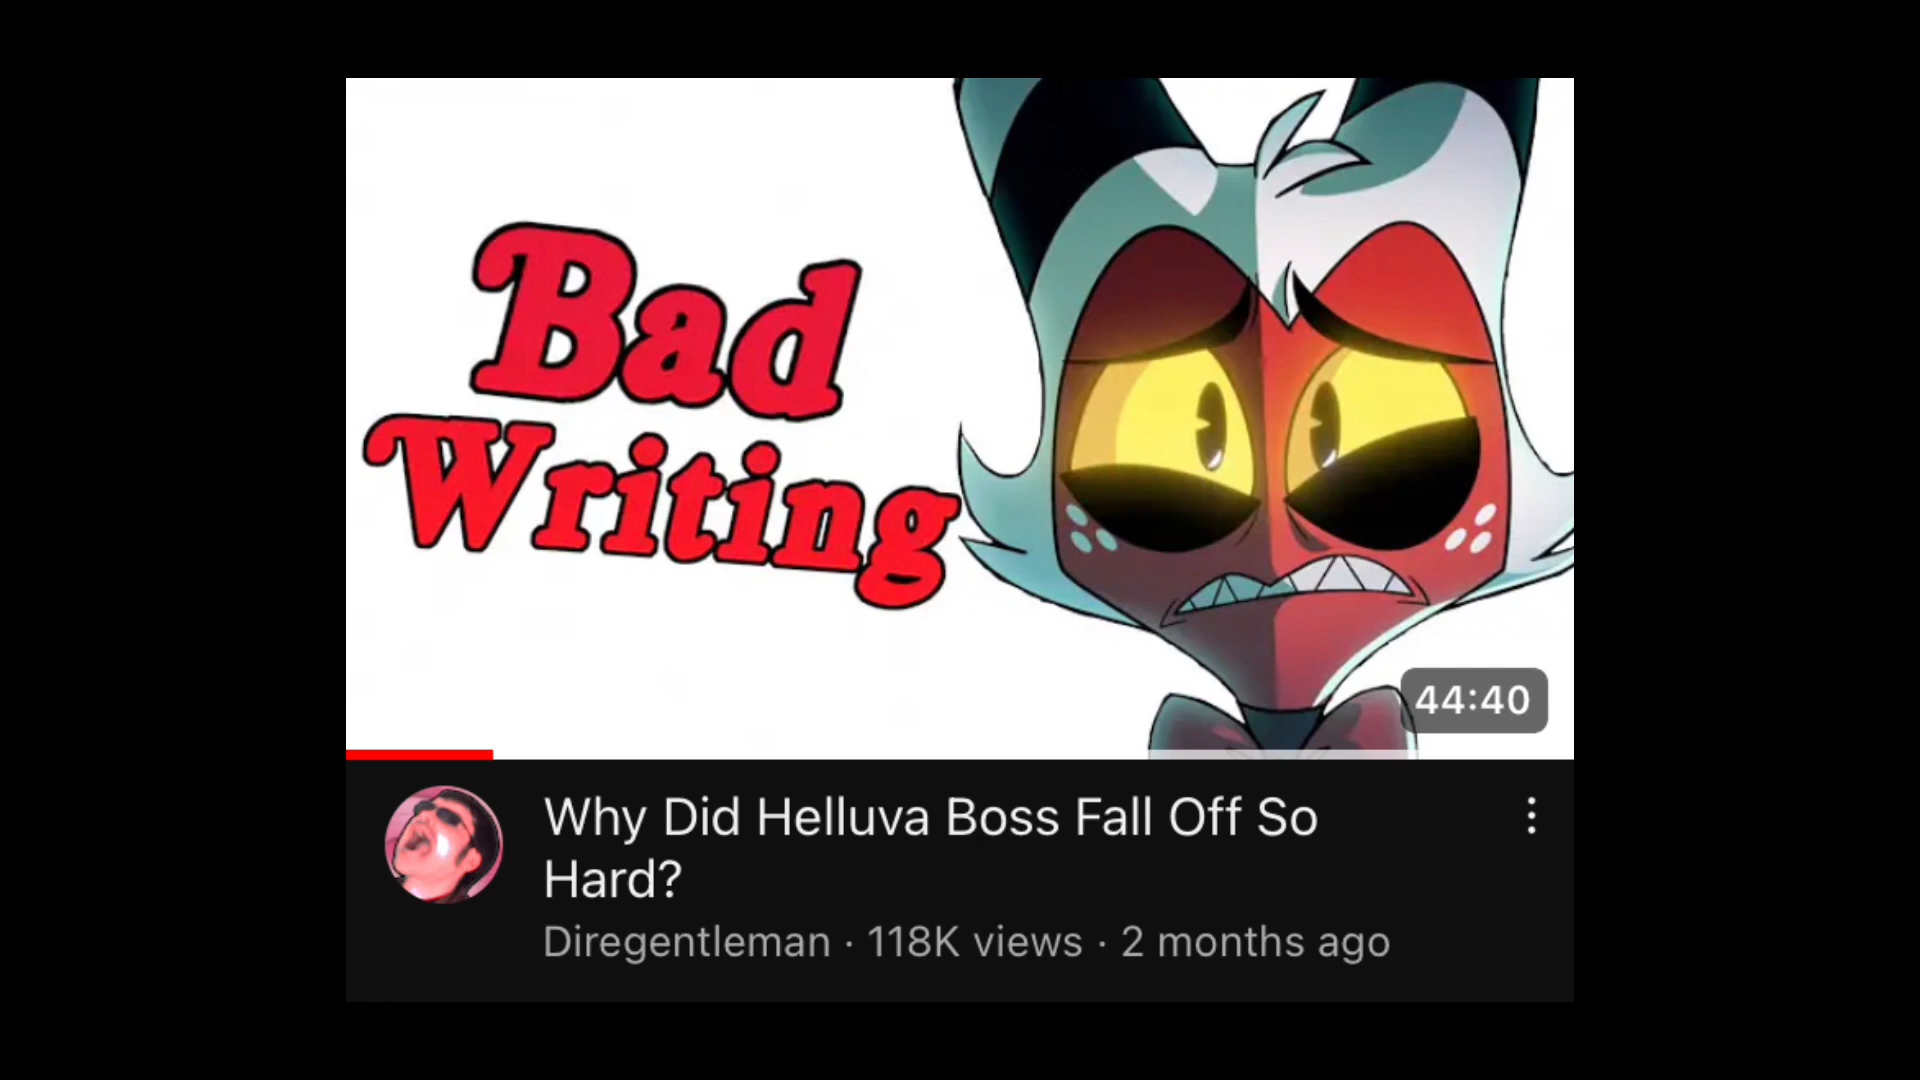 Bad
Writing
44:40
Why Did Helluva Boss Fall Off So
Hard?
Diregentleman · 118K views · 2 months ago